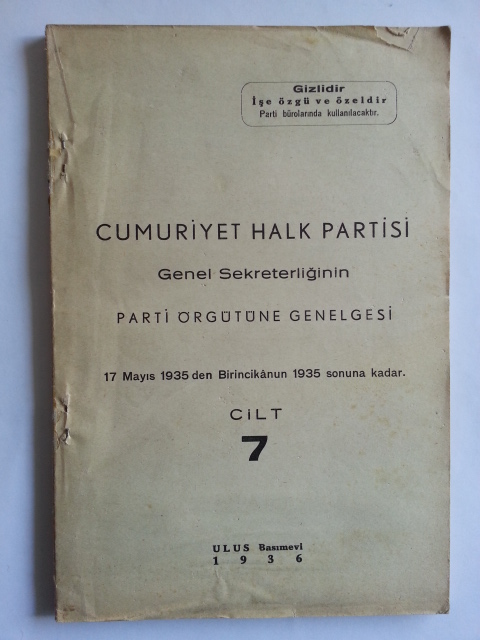 Gizlidir
İşe özgü ve özeldir
Parti bürolarında kullanılacaktır.
CUMURİYET HALK PARTİSİ
Genel Sekreterliğinin
PARTİ ÖRGÜTÜNE GENELGESİ
17 Mayıs 1935 den Birincikânun 1935 sonuna kadar.
CİLT
7
ULUS Basımevi
1936